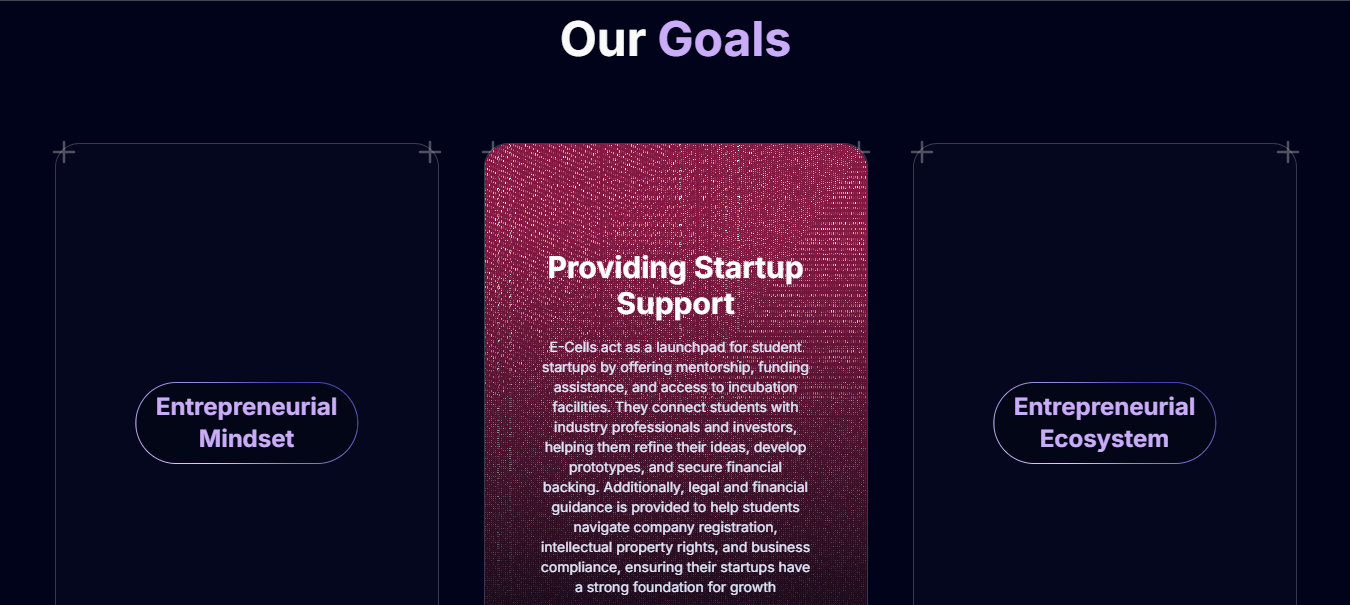 Our Goals
Entrepreneurial
Mindset
Providing Startup
Support
E-Cells act as a launchpad for student
startups by offering mentorship, funding
assistance, and access to incubation
facilities. They connect students with
industry professionals and investors,
helping them refine their ideas, develop
prototypes, and secure financial
backing. Additionally, legal and financial
guidance is provided to help students
navigate company registration,
intellectual property rights, and business
compliance, ensuring their startups have
a strong foundation for growth
Entrepreneurial
Ecosystem